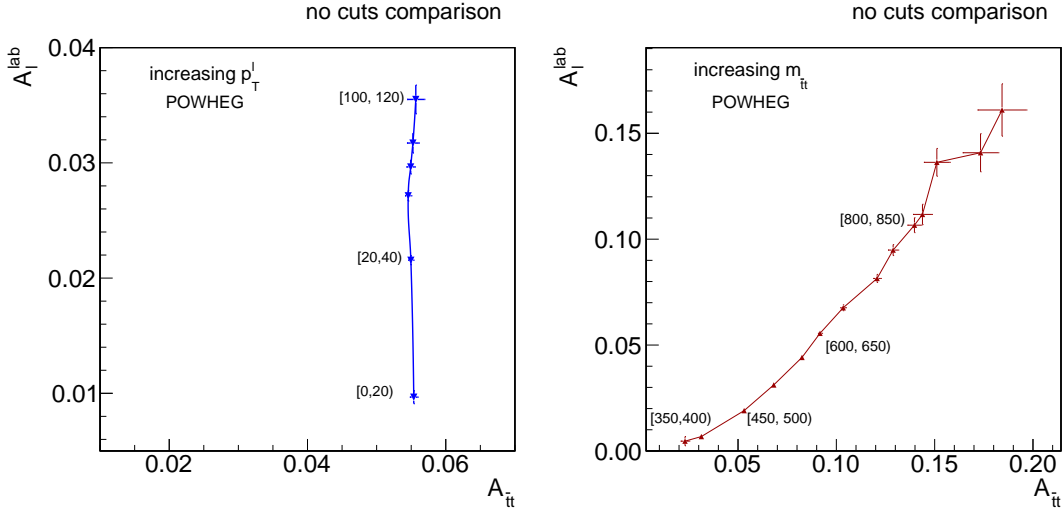 no cuts comparison
A_l^lab
0.04
0.03
0.02
0.01
increasing p_T^l
POWHEG
[100, 120)
[20,40)
[0,20)
0.02 0.04 0.06
A_tt̄
no cuts comparison
A_l^lab
0.15
0.10
0.05
0.00
increasing m_tt̄
POWHEG
[800, 850)
[600, 650)
[450, 500)
[350,400)
0.05 0.10 0.15 0.20
A_tt̄